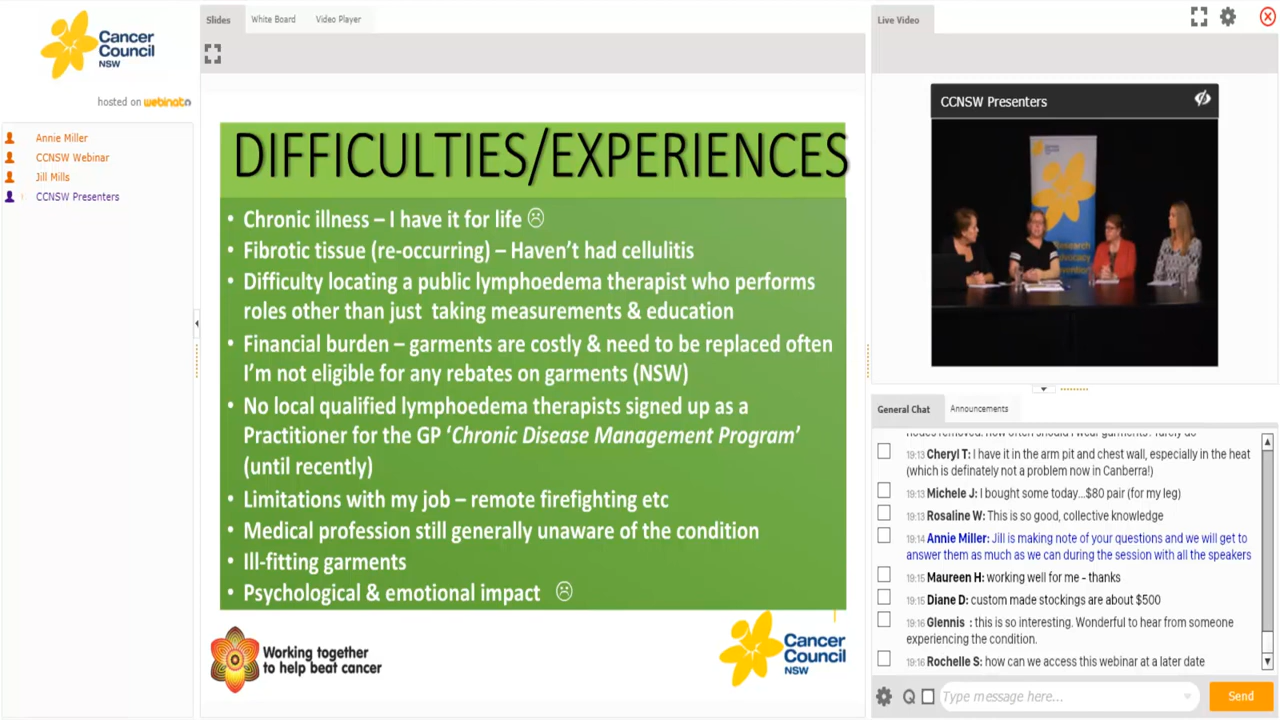 Cancer
Council
NSW
hosted on webinato
Annie Miller
CCNSW Webinar
Jill Mills
CCNSW Presenters
Slides
White Board
Video Player
DIFFICULTIES/EXPERIENCES
• Chronic illness – I have it for life ☹
• Fibrotic tissue (re-occurring) – Haven't had cellulitis
• Difficulty locating a public lymphoedema therapist who performs
roles other than just taking measurements & education
• Financial burden – garments are costly & need to be replaced often
I'm not eligible for any rebates on garments (NSW)
• No local qualified lymphoedema therapists signed up as a
Practitioner for the GP 'Chronic Disease Management Program'
(until recently)
• Limitations with my job – remote firefighting etc
• Medical profession still generally unaware of the condition
• Ill-fitting garments
• Psychological & emotional impact ☹
Working together
to help beat cancer
Cancer
Council
NSW
Live Video
CCNSW Presenters
Research
Advocacy
Prevention
General Chat
Announcements
19:13 Cheryl T: I have it in the arm pit and chest wall, especially in the heat
(which is definately not a problem now in Canberra!)
19:13 Michele J: I bought some today...$80 pair (for my leg)
19:13 Rosaline W: This is so good, collective knowledge
19:14 Annie Miller: Jill is making note of your questions and we will get to
answer them as much as we can during the session with all the speakers
19:15 Maureen H: working well for me - thanks
19:15 Diane D: custom made stockings are about $500
19:16 Glennis : this is so interesting. Wonderful to hear from someone
experiencing the condition.
19:16 Rochelle S: how can we access this webinar at a later date
Type message here...
Send